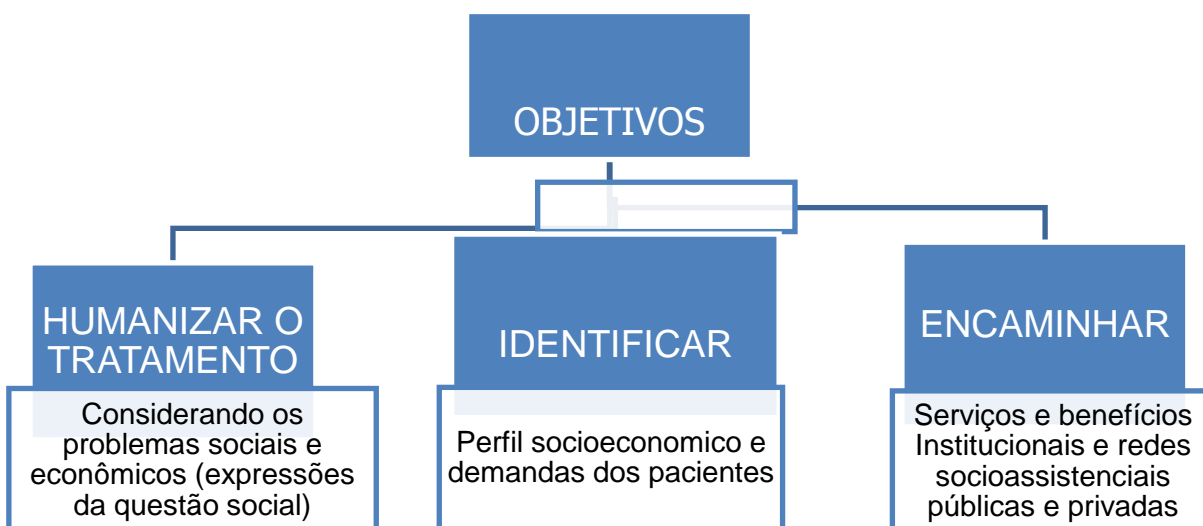 OBJETIVOS
HUMANIZAR O
TRATAMENTO
Considerando os
problemas sociais e
econômicos (expressões
da questão social)
IDENTIFICAR
Perfil socioeconomico e
demandas dos pacientes
ENCAMINHAR
Serviços e benefícios
Institucionais e redes
socioassistenciais
públicas e privadas